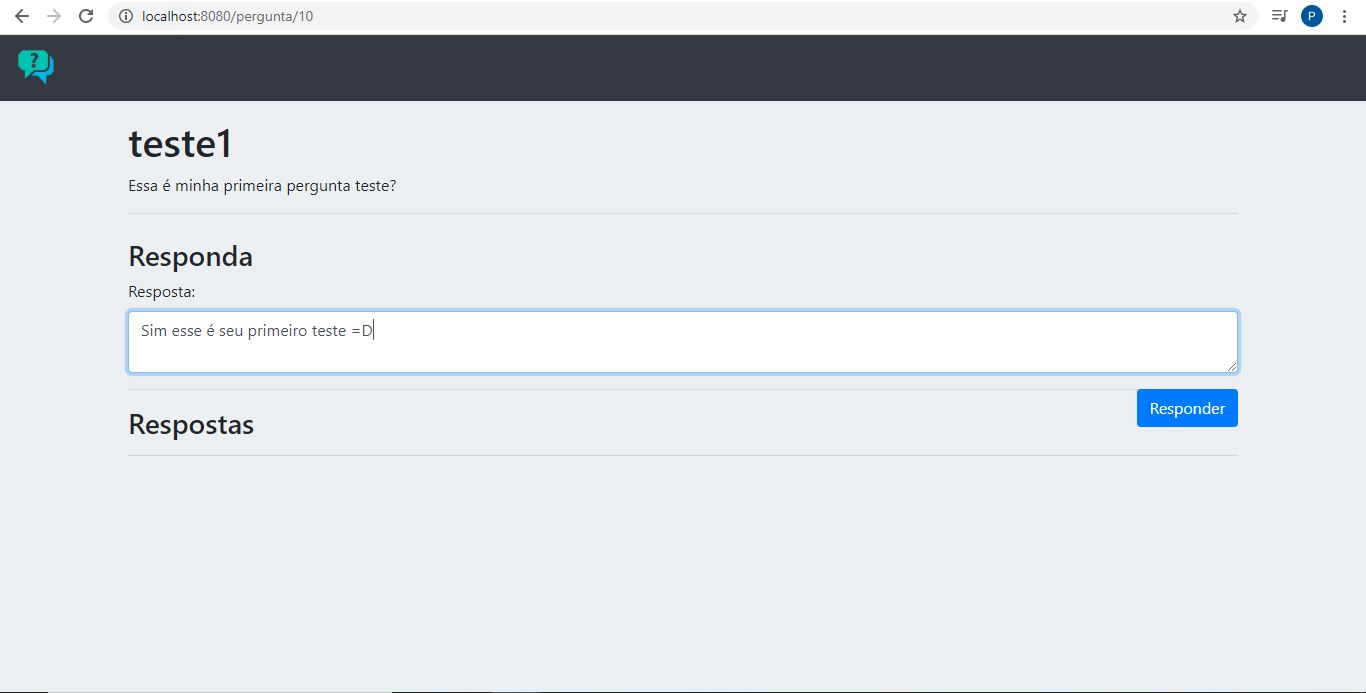 localhost:8080/pergunta/10
P
?
teste1
Essa é minha primeira pergunta teste?
Responda
Resposta:
Sim esse é seu primeiro teste =D
Responder
Respostas